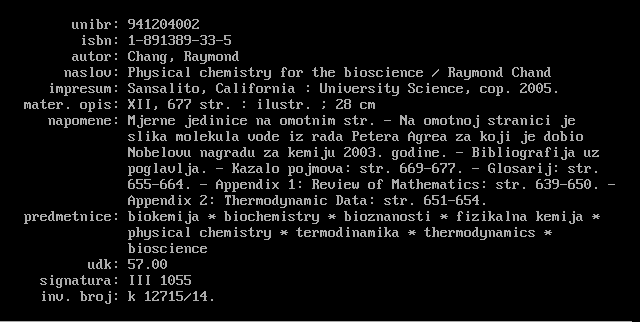 unibr: 941204002
isbn: 1-891389-33-5
autor: Chang, Raymond
naslov: Physical chemistry for the bioscience / Raymond Chand
impresum: Sansalito, California : University Science, cop. 2005.
mater. opis: XII, 677 str. : ilustr. ; 28 cm
napomene: Mjerne jedinice na omotnim str. - Na omotnoj stranici je
slika molekula vode iz rada Petera Agrea za koji je dobio
Nobelovu nagradu za kemiju 2003. godine. - Bibliografija uz
poglavlja. - Kazalo pojmova: str. 669-677. - Glosarij: str.
655-664. - Appendix 1: Review of Mathematics: str. 639-650. -
Appendix 2: Thermodynamic Data: str. 651-654.
predmetnice: biokemija * biochemistry * bioznanosti * fizikalna kemija *
physical chemistry * termodinamika * thermodynamics *
bioscience
udk: 57.00
signatura: III 1055
inv. broj: k 12715/14.